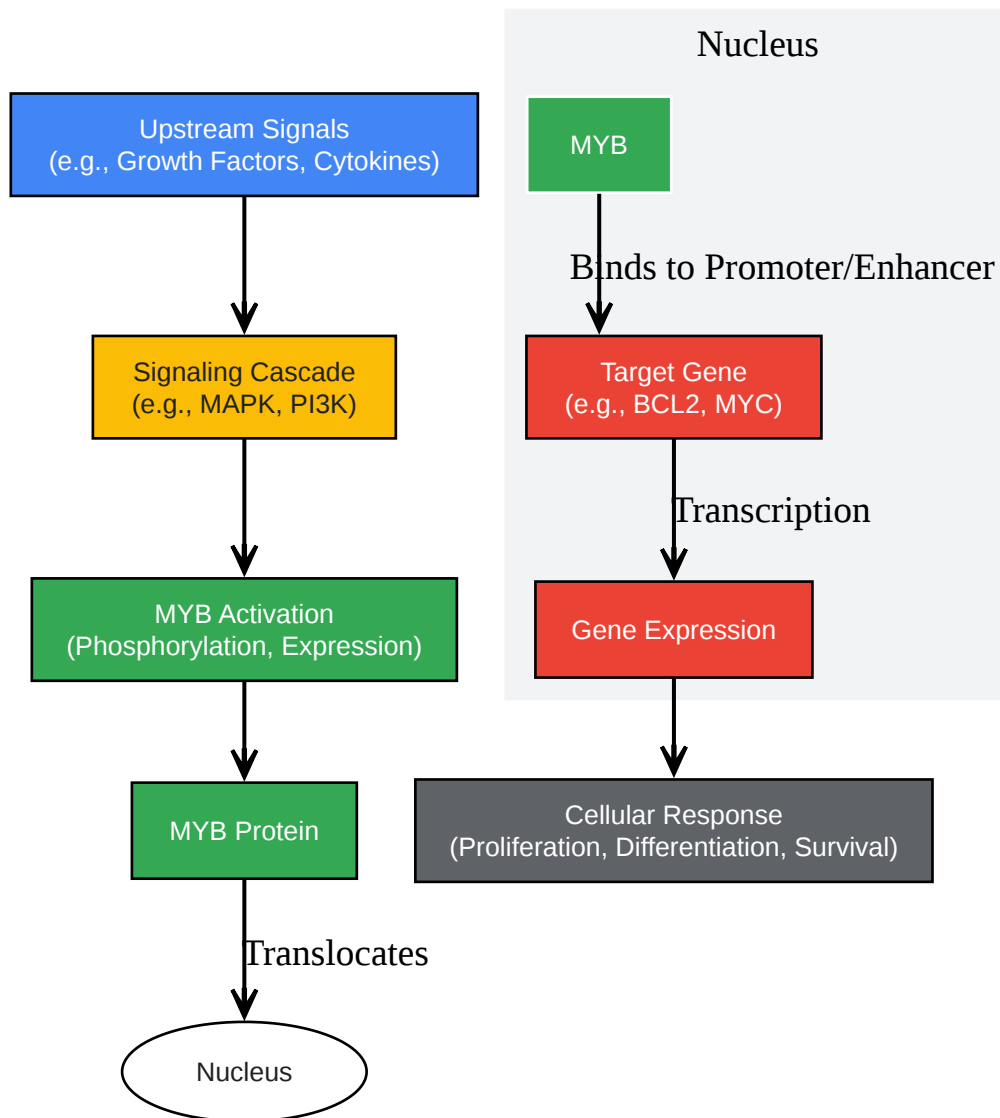 Nucleus
Upstream Signals
(e.g., Growth Factors, Cytokines)
MYB
Binds to Promoter/Enhancer
Signaling Cascade
(e.g., MAPK, PI3K)
Target Gene
(e.g., BCL2, MYC)
Transcription
MYB Activation
(Phosphorylation, Expression)
Gene Expression
MYB Protein
Cellular Response
(Proliferation, Differentiation, Survival)
Translocates
Nucleus